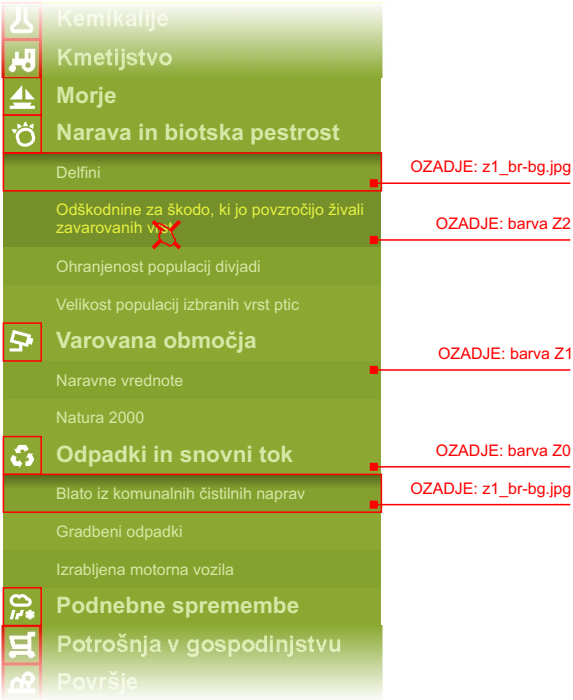 Kemikalije
Kmetijstvo
Morje
Narava in biotska pestrost
Delfini
OZADJE: z1_br-bg.jpg
Odškodnine za škodo, ki jo povzročijo živali
zavarovanih vrst
OZADJE: barva Z2
Ohranjenost populacij divjadi
Velikost populacij izbranih vrst ptic
Varovana območja
OZADJE: barva Z1
Naravne vrednote
Natura 2000
Odpadki in snovni tok
OZADJE: barva Z0
Blato iz komunalnih čistilnih naprav
OZADJE: z1_br-bg.jpg
Gradbeni odpadki
Izrabljena motorna vozila
Podnebne spremembe
Potrošnja v gospodinjstvu
Površje